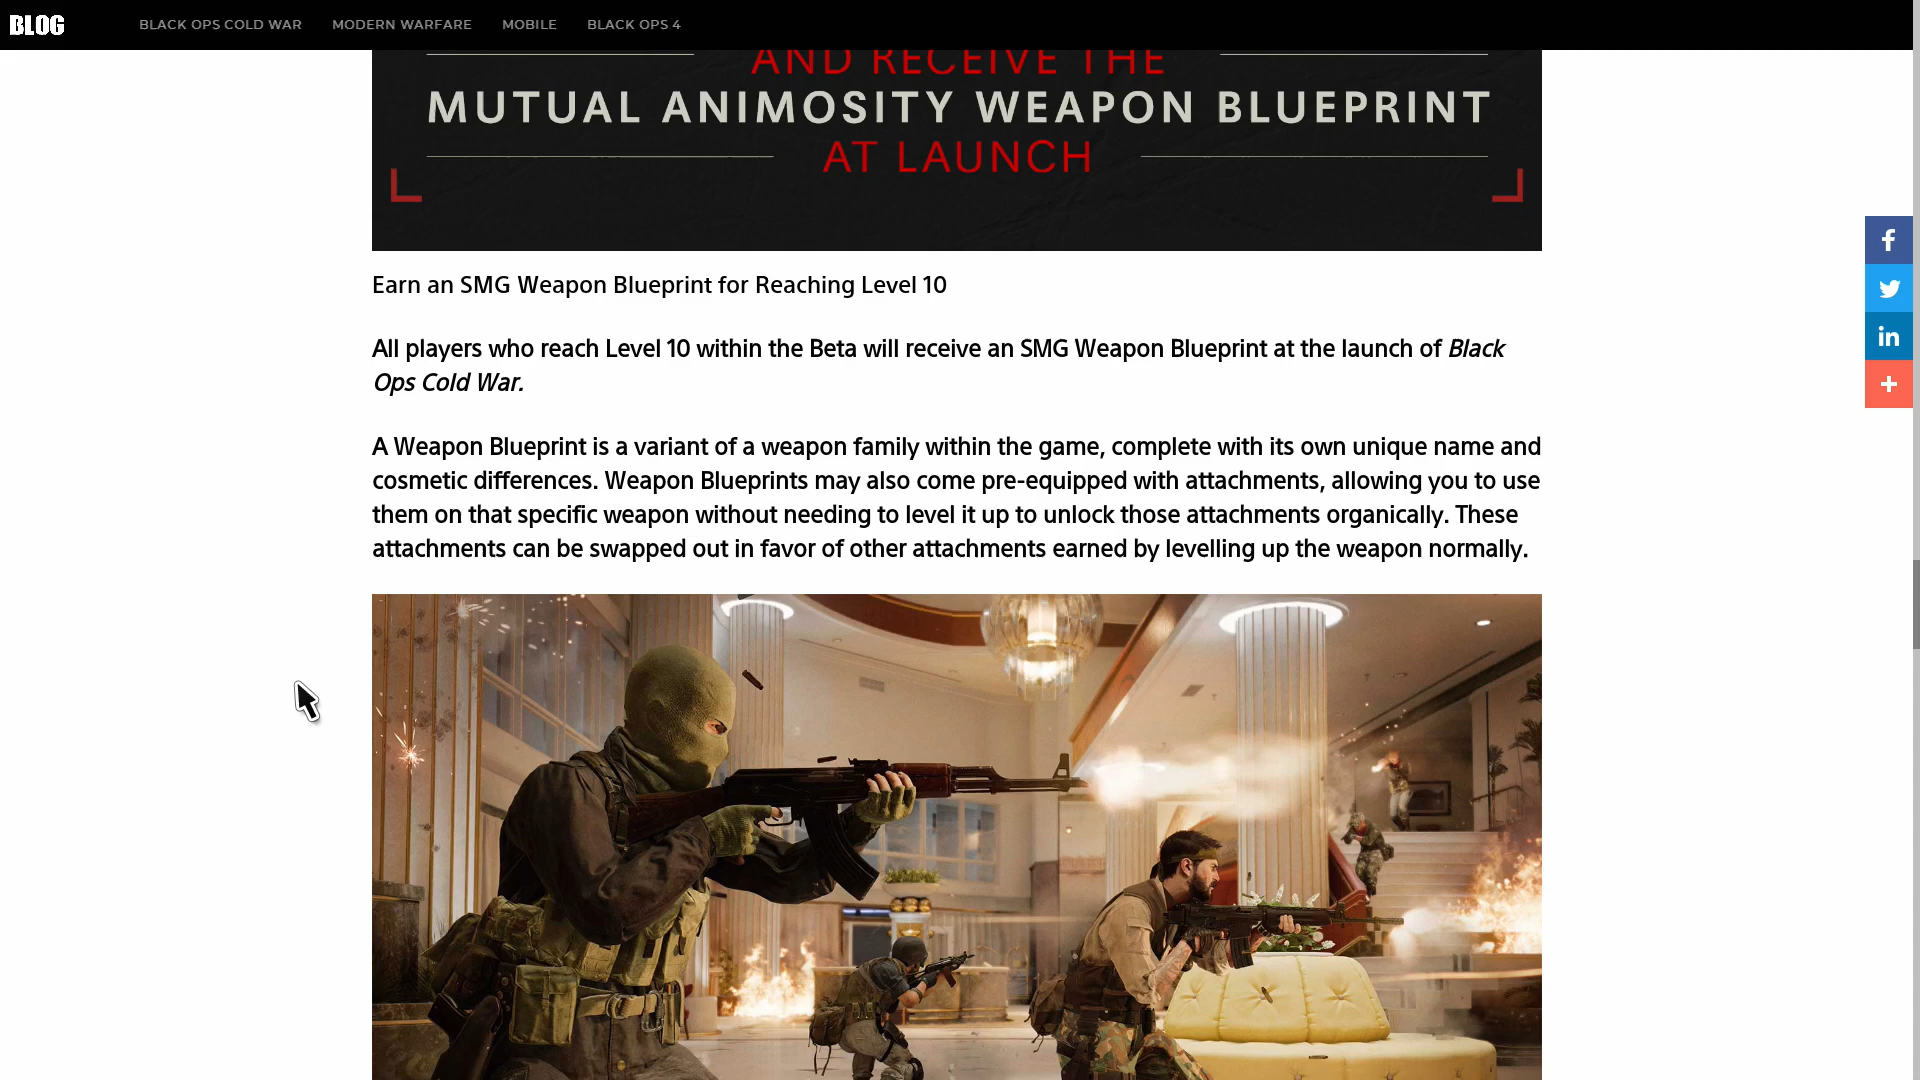 BLOG
BLACK OPS COLD WAR
MODERN WARFARE
MOBILE
BLACK OPS 4
AND RECEIVE THE
MUTUAL ANIMOSITY WEAPON BLUEPRINT
AT LAUNCH
Earn an SMG Weapon Blueprint for Reaching Level 10
All players who reach Level 10 within the Beta will receive an SMG Weapon Blueprint at the launch of Black
Ops Cold War.
A Weapon Blueprint is a variant of a weapon family within the game, complete with its own unique name and
cosmetic differences. Weapon Blueprints may also come pre-equipped with attachments, allowing you to use
them on that specific weapon without needing to level it up to unlock those attachments organically. These
attachments can be swapped out in favor of other attachments earned by levelling up the weapon normally.